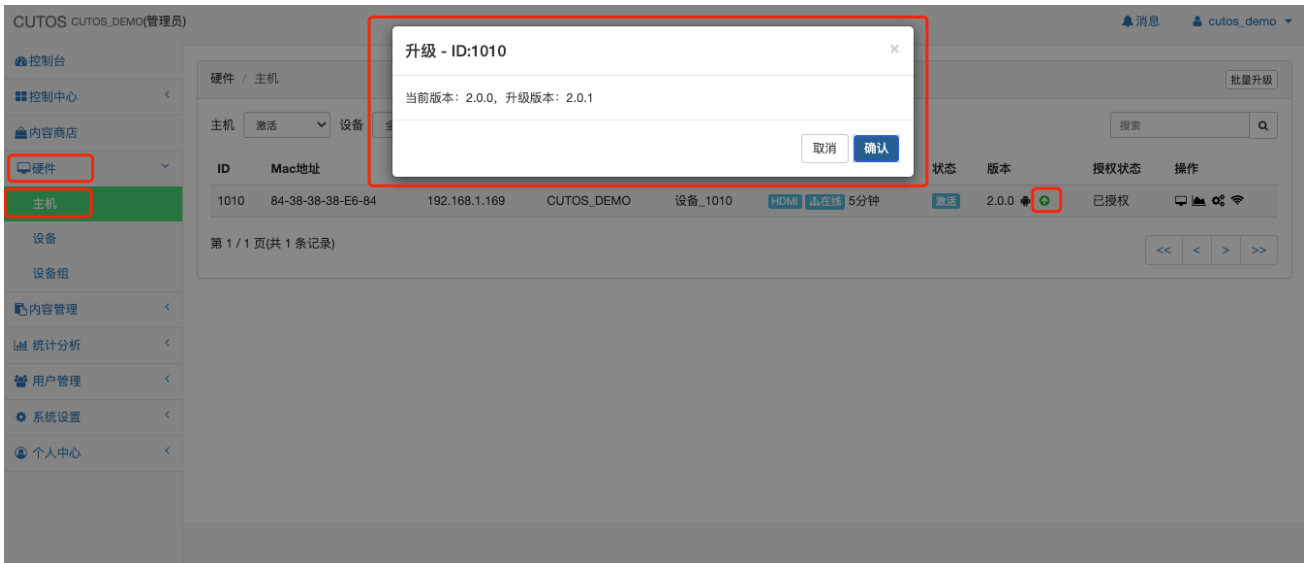 CUTOS CUTOS_DEMO(管理员)
消息
cutos_demo
控制台
控制中心
内容商店
硬件
主机
设备
设备组
内容管理
统计分析
用户管理
系统设置
个人中心
硬件 / 主机
批量升级
主机 激活 设备
搜索
升级 - ID:1010 ×
当前版本：2.0.0，升级版本：2.0.1
取消 确认
ID Mac地址 状态 版本 授权状态 操作
1010 84-38-38-38-E6-84 192.168.1.169 CUTOS_DEMO 设备_1010 HDMI 在线 5分钟 激活 2.0.0 已授权
第 1 / 1 页(共 1 条记录)
<< < > >>